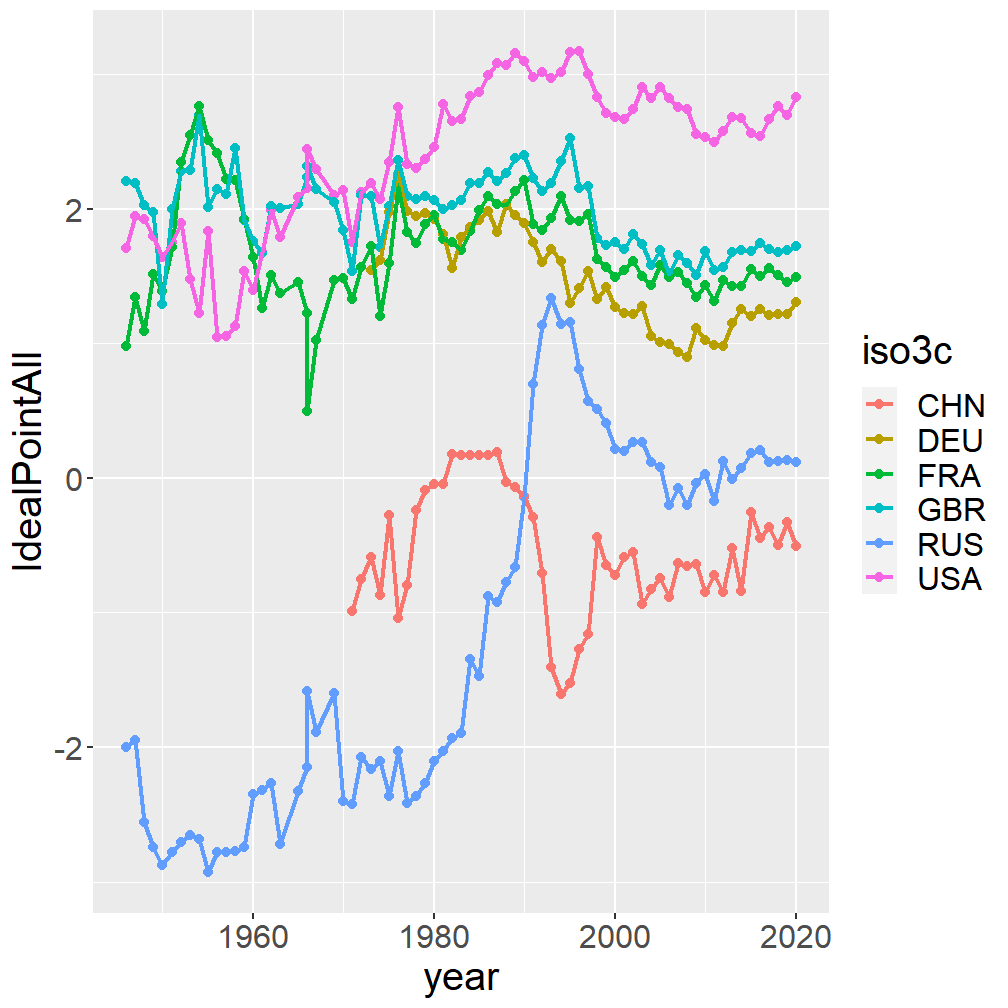 IdealPointAll
2
0
-2
1960 1980 2000 2020
year
iso3c
CHN
DEU
FRA
GBR
RUS
USA